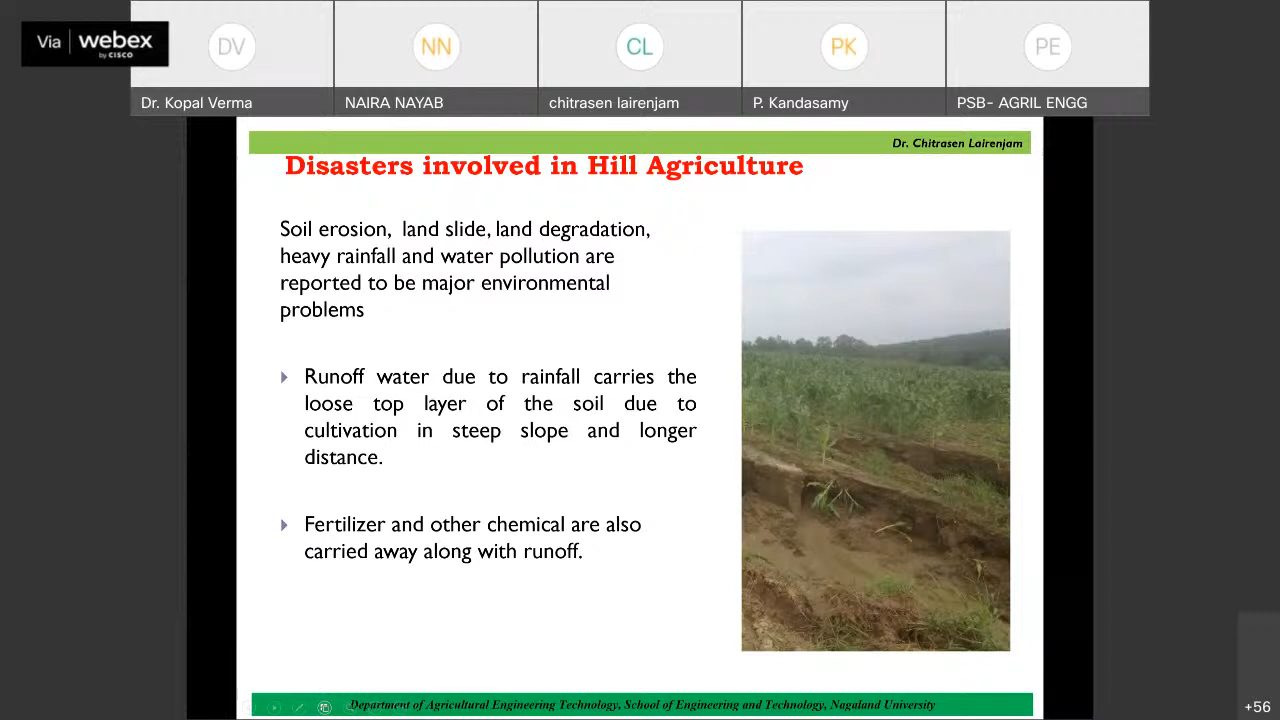 Via webex
by CISCO
DV
NN
CL
PK
PE
Dr. Kopal Verma
NAIRA NAYAB
chitrasen lairenjam
P. Kandasamy
PSB- AGRIL ENGG
Dr. Chitrasen Lairenjam
Disasters involved in Hill Agriculture
Soil erosion, land slide, land degradation,
heavy rainfall and water pollution are
reported to be major environmental
problems
Runoff water due to rainfall carries the
loose top layer of the soil due to
cultivation in steep slope and longer
distance.
Fertilizer and other chemical are also
carried away along with runoff.
Department of Agricultural Engineering Technology, School of Engineering and Technology, Nagaland University
+56